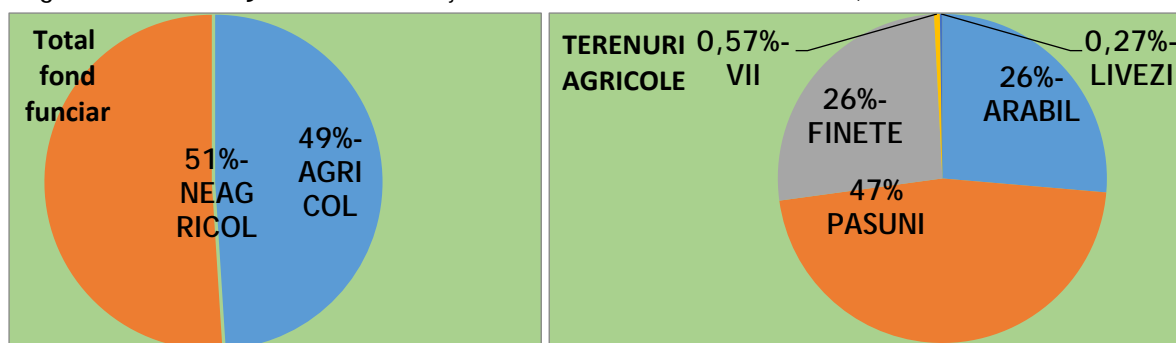 Total
fond
funciar
51%-
NEAG
RICOL
49%-
AGRI
COL
TERENURI
AGRICOLE
0,57%-
VII
0,27%-
LIVEZI
26%-
ARABIL
26%-
FINETE
47%
PASUNI